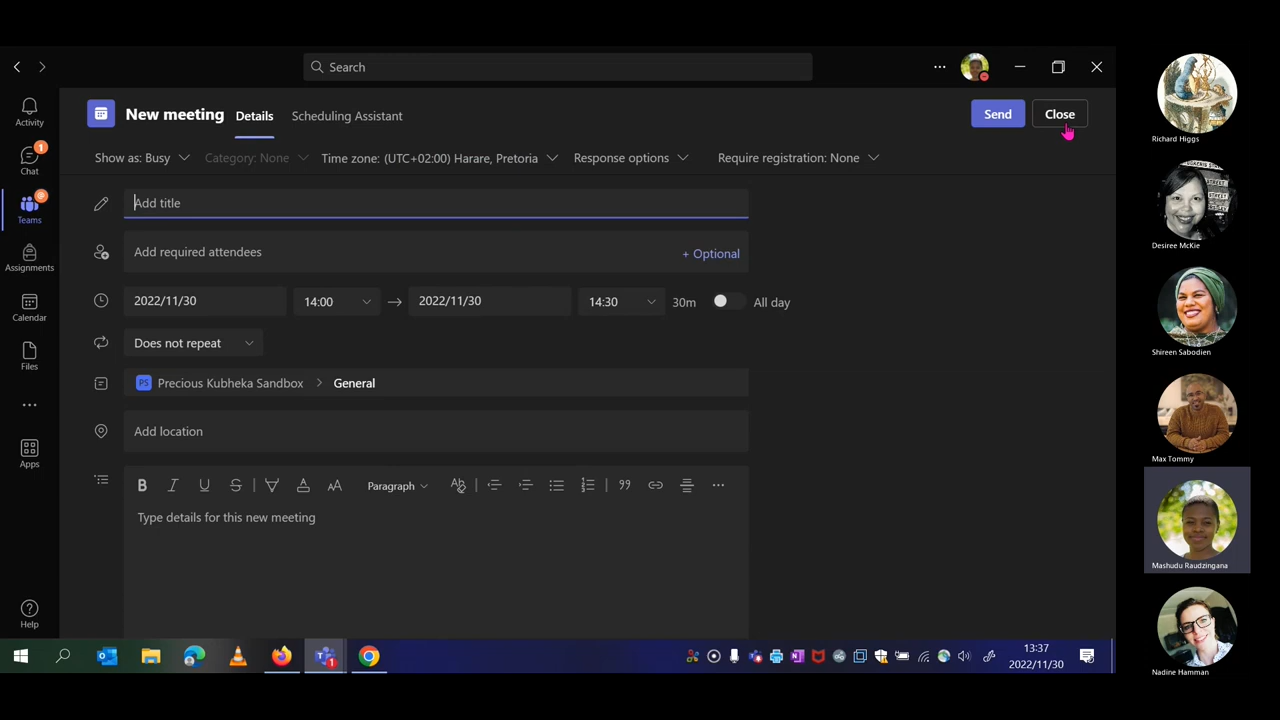 Search
New meeting
Details
Scheduling Assistant
Send
Close
Show as: Busy
Category: None
Time zone: (UTC+02:00) Harare, Pretoria
Response options
Require registration: None
Activity
1
Chat
Teams
Assignments
Calendar
Files
Apps
Help
Add title
Add required attendees
+ Optional
2022/11/30
14:00
2022/11/30
14:30
30m
All day
Does not repeat
PS
Precious Kubheka Sandbox
General
Add location
B I U S
AA
Paragraph
Type details for this new meeting
1
13:37
2022/11/30
Richard Higgs
Desiree McKie
Shireen Sabodien
Max Tommy
Mashudu Raudzingana
Nadine Hamman